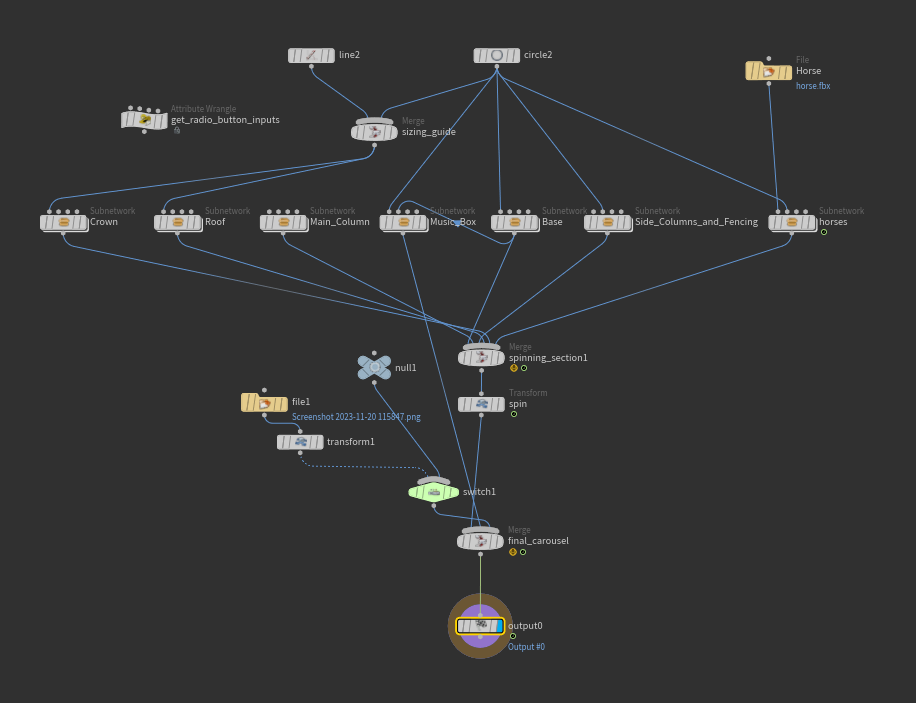 line2
circle2
File
Horse
horse.fbx
Attribute Wrangle
get_radio_button_inputs
Merge
sizing_guide
Subnetwork
Crown
Subnetwork
Roof
Subnetwork
Main_Column
Subnetwork
Music_Box
Subnetwork
Base
Subnetwork
Side_Columns_and_Fencing
Subnetwork
horses
Merge
spinning_section1
null1
Transform
spin
file1
Screenshot 2023-11-20 115847.png
transform1
switch1
Merge
final_carousel
output0
Output #0